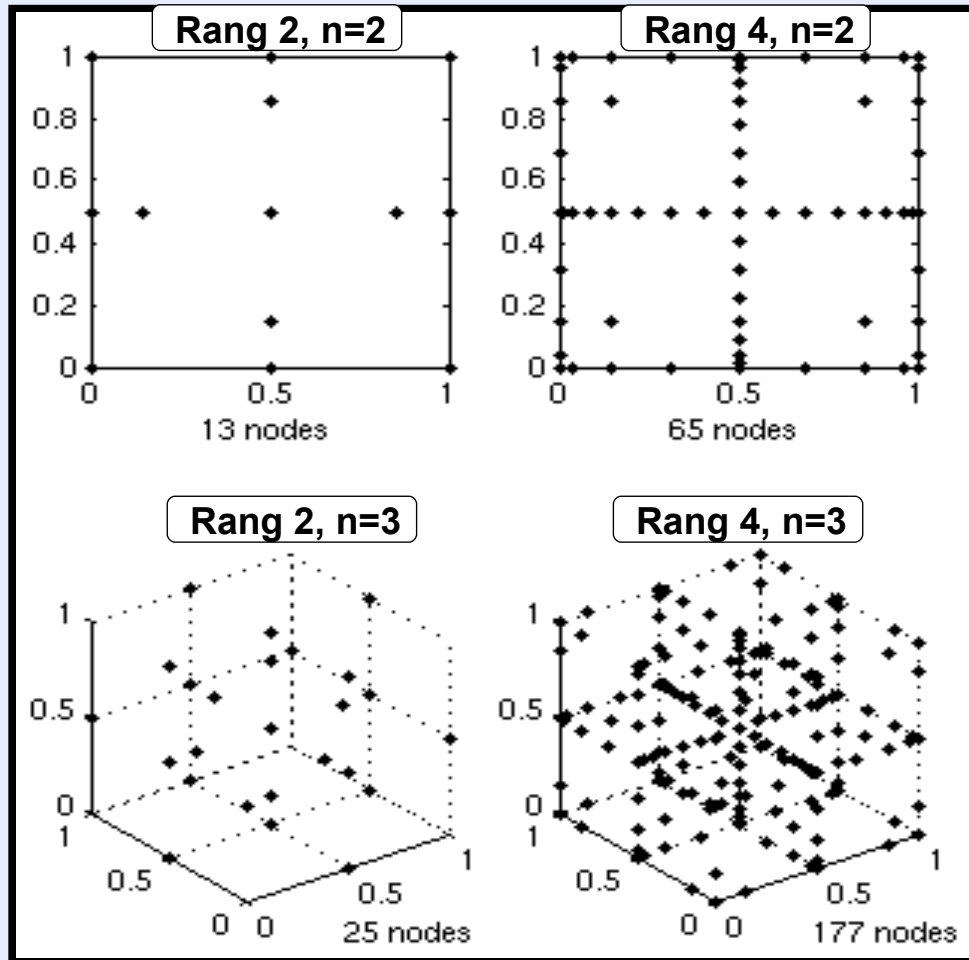 Rang 2, n=2
1
0.8
0.6
0.4
0.2
0
0 0.5 1
13 nodes
Rang 4, n=2
1
0.8
0.6
0.4
0.2
0
0 0.5 1
65 nodes
Rang 2, n=3
1
0.5
0
1
0.5
0 0
0.5
1
25 nodes
Rang 4, n=3
1
0.5
0
1
0.5
0 0
0.5
1
177 nodes